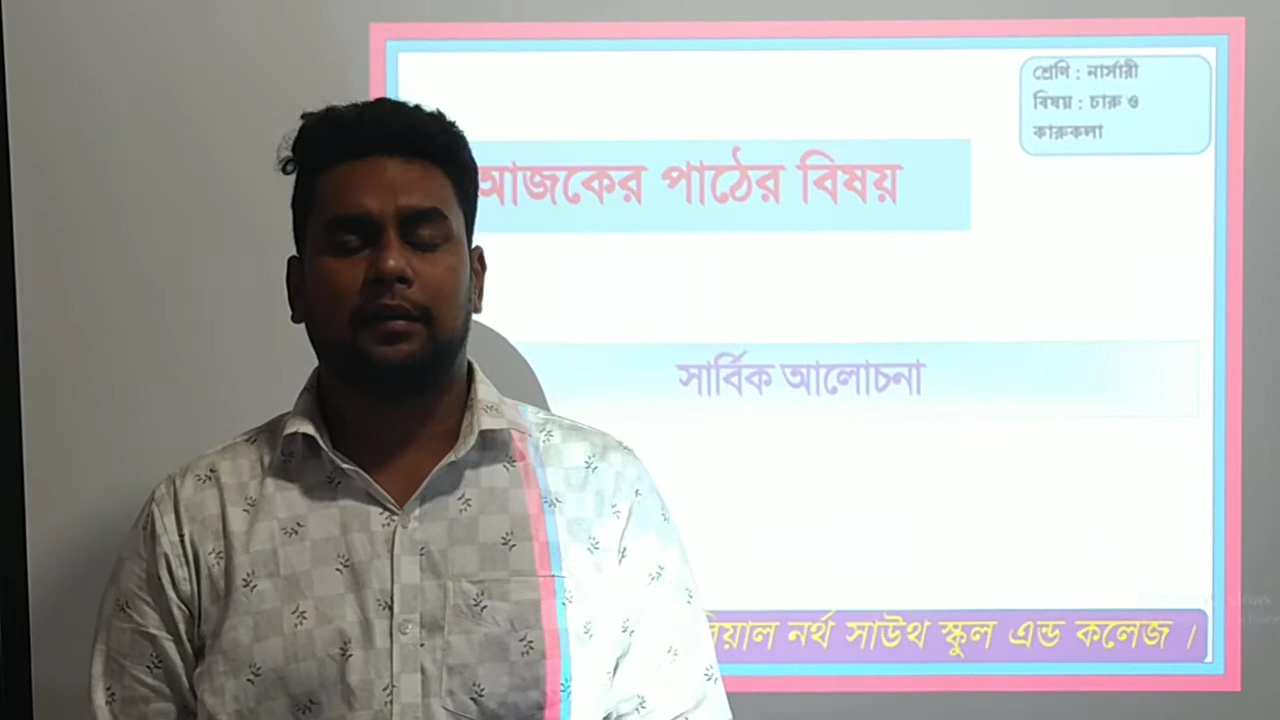 শ্রেণি : নার্সারী
বিষয় : চারু ও
কারুকলা
আজকের পাঠের বিষয়
সার্বিক আলোচনা
নর্থ সাউথ স্কুল এন্ড কলেজ ।